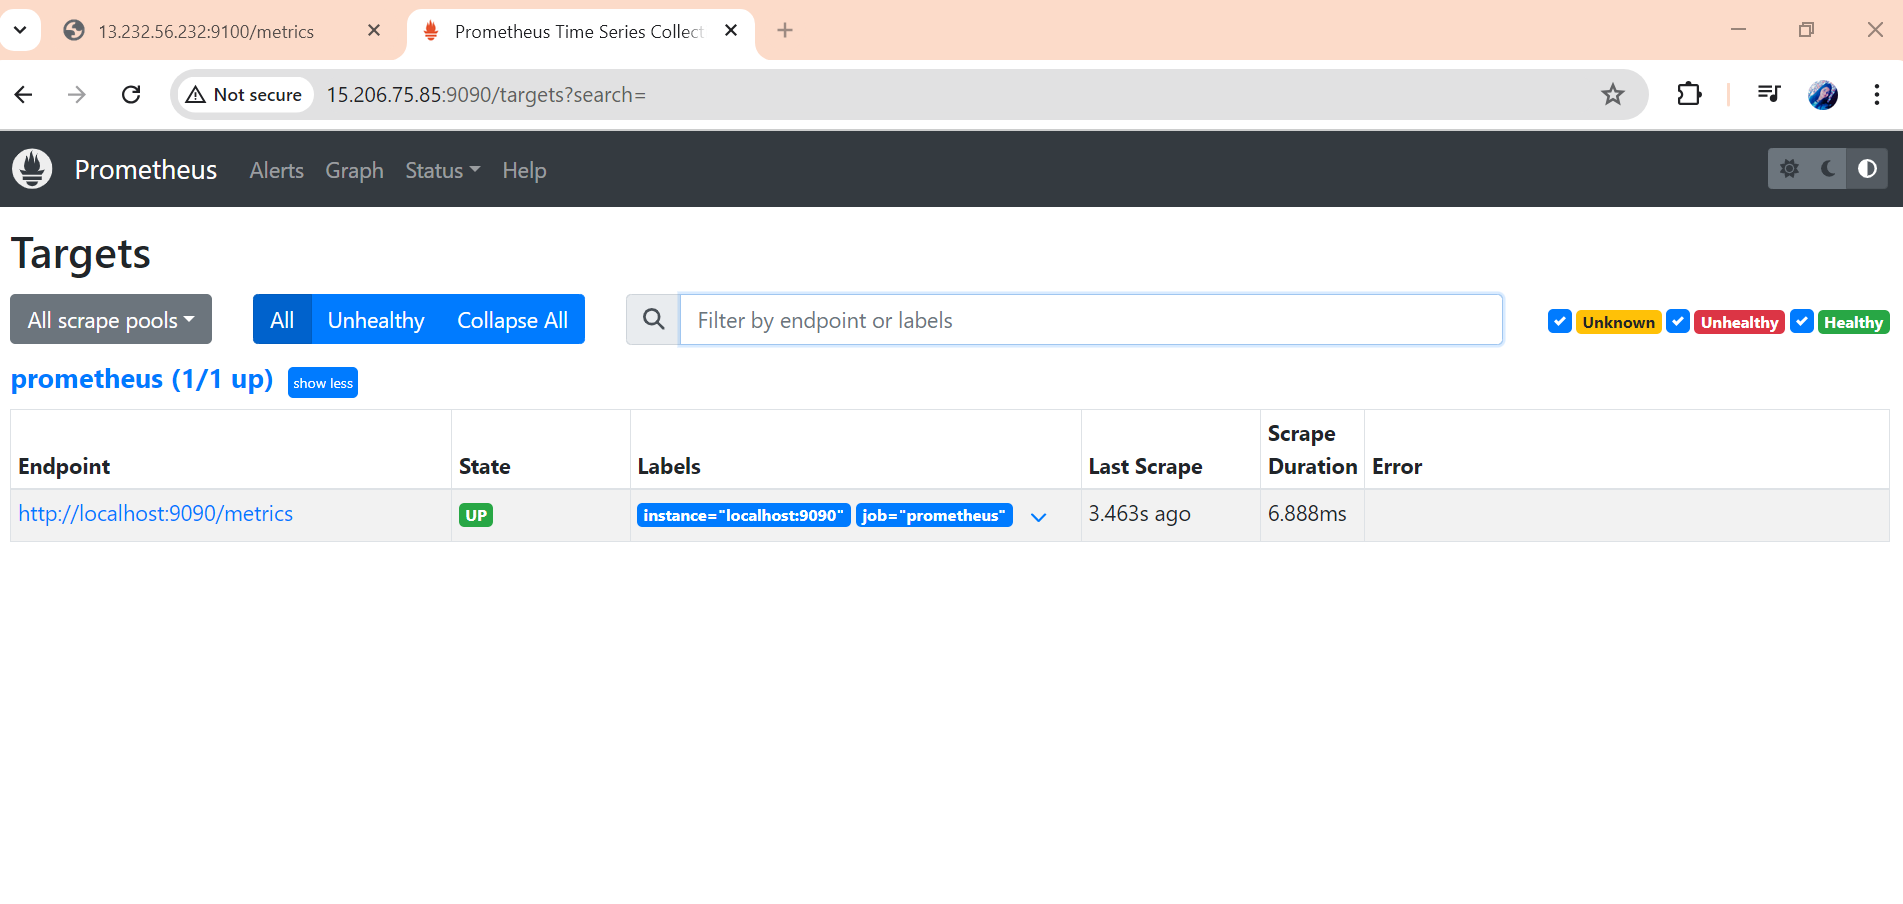 13.232.56.232:9100/metrics
Prometheus Time Series Collect
Not secure
15.206.75.85:9090/targets?search=
Prometheus
Alerts
Graph
Status
Help
Targets
All scrape pools
All
Unhealthy
Collapse All
Filter by endpoint or labels
Unknown
Unhealthy
Healthy
prometheus (1/1 up)
show less
Endpoint
State
Labels
Last Scrape
Scrape
Duration
Error
http://localhost:9090/metrics
UP
instance="localhost:9090"
job="prometheus"
3.463s ago
6.888ms